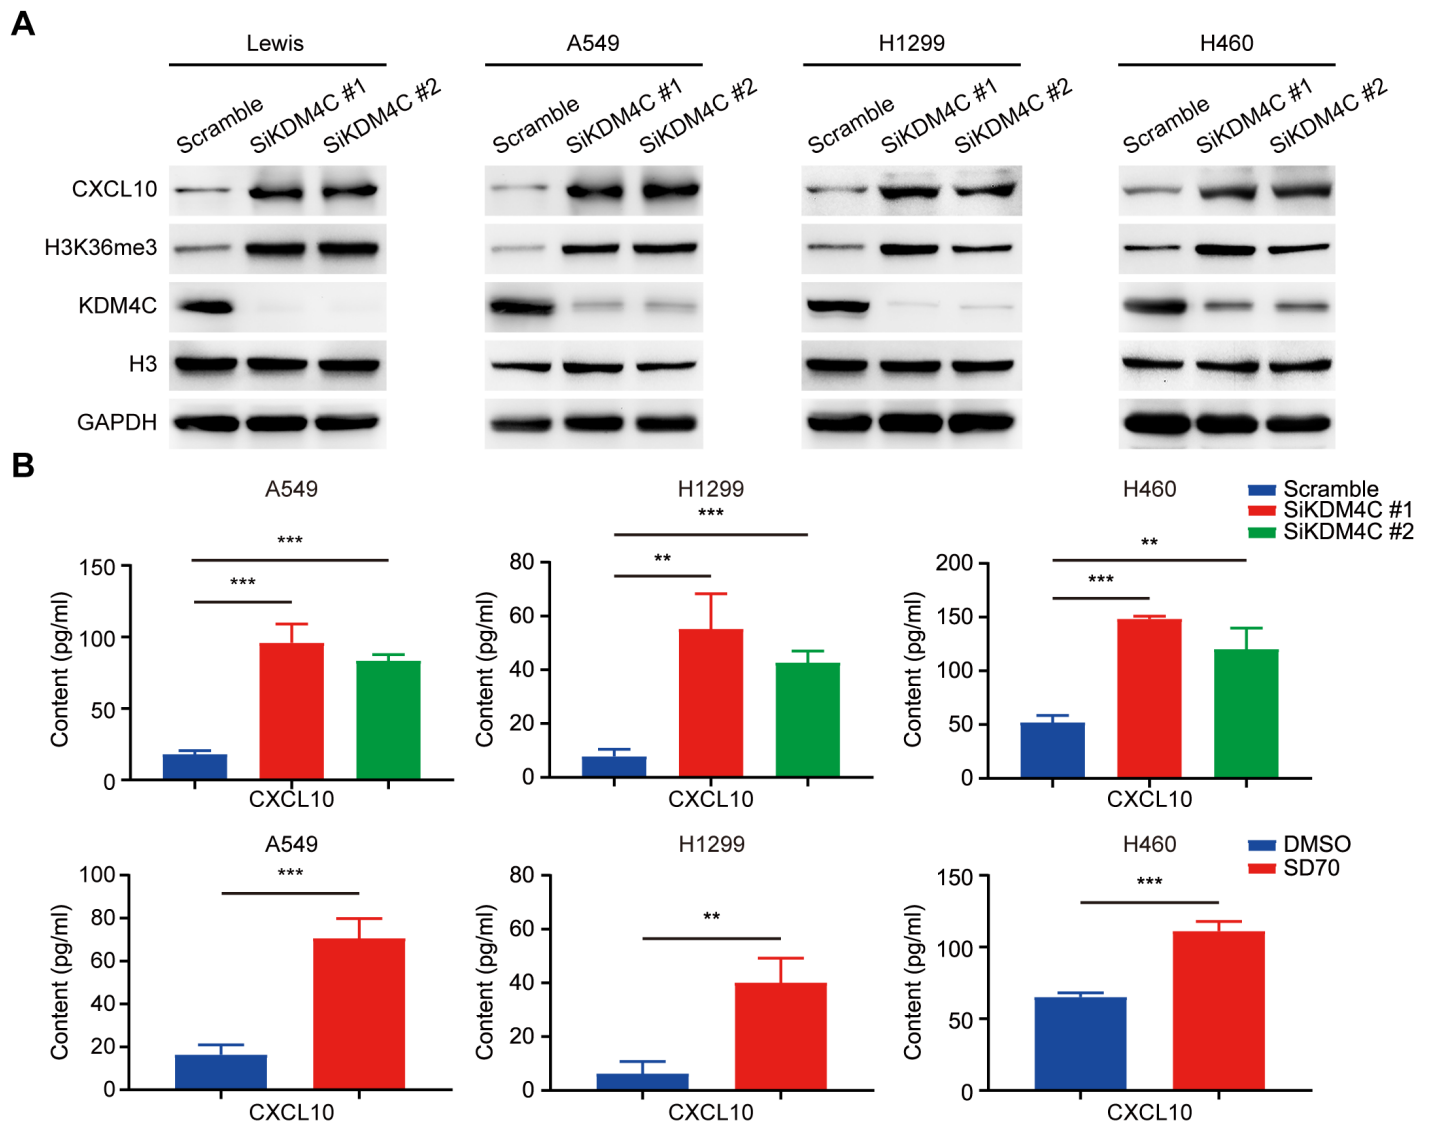 A
Lewis A549 H1299 H460
Scramble SiKDM4C #1 SiKDM4C #2 Scramble SiKDM4C #1 SiKDM4C #2 Scramble SiKDM4C #1 SiKDM4C #2 Scramble SiKDM4C #1 SiKDM4C #2
CXCL10
H3K36me3
KDM4C
H3
GAPDH
B
A549
***
***
Content (pg/ml)
150
100
50
0
CXCL10
H1299
***
**
Content (pg/ml)
80
60
40
20
0
CXCL10
H460
**
***
Content (pg/ml)
200
150
100
50
0
CXCL10
Scramble
SiKDM4C #1
SiKDM4C #2
A549
***
Content (pg/ml)
100
80
60
40
20
0
CXCL10
H1299
**
Content (pg/ml)
80
60
40
20
0
CXCL10
H460
***
Content (pg/ml)
150
100
50
0
CXCL10
DMSO
SD70